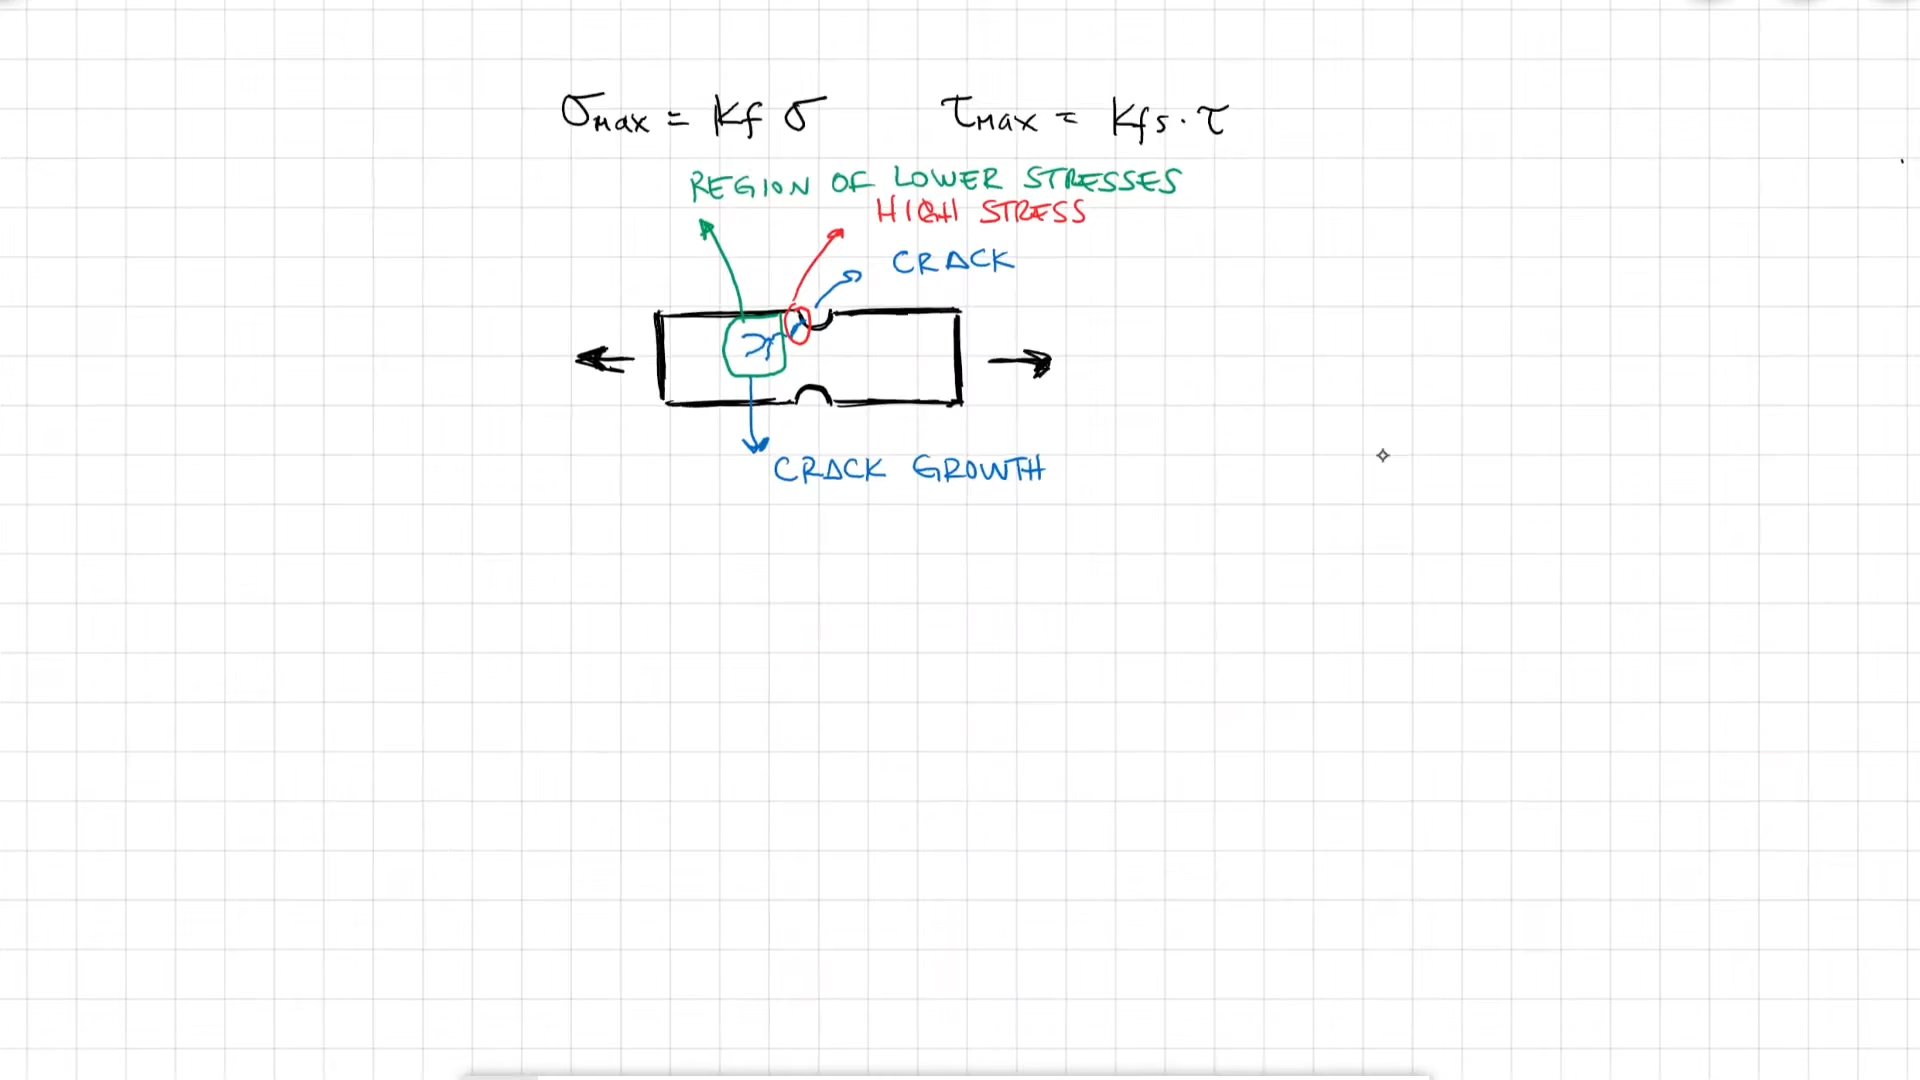 σMax = Kf σ τMax = Kfs · τ
REGION OF LOWER STRESSES
HIGH STRESS
CRACK
CRACK GROWTH